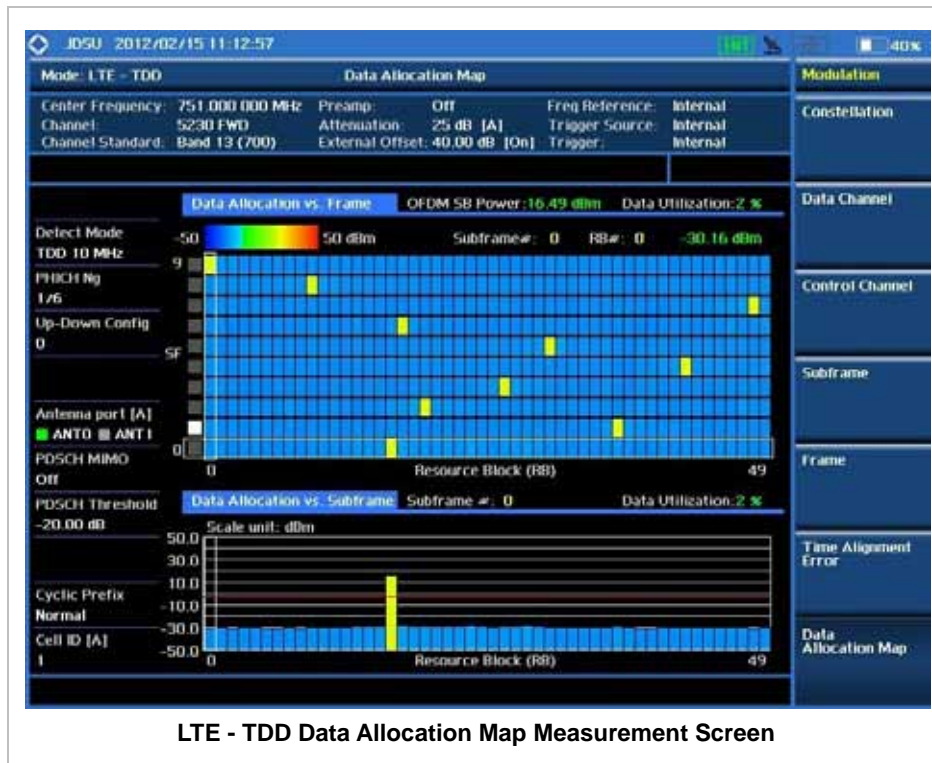 JDSU 2012/02/15 11:12:57
40%
Mode: LTE - TDD
Data Allocation Map
Modulation
Center Frequency: 751.000 000 MHz Preamp: Off Freq Reference: Internal
Channel: 5230 FWD Attenuation: 25 dB [A] Trigger Source: Internal
Channel Standard: Band 13 (700) External Offset: 40.00 dB [On] Trigger: Internal
Constellation
Data Channel
Control Channel
Subframe
Frame
Time Alignment
Error
Data
Allocation Map
Data Allocation vs. Frame OFDM SB Power:16.49 dBm Data Utilization:2 %
-50 50 dBm Subframe#: 0 RB#: 0 -30.16 dBm
Detect Mode
TDD 10 MHz
PHICH Ng
1/6
Up-Down Config
0
Antenna port [A]
ANT0 ANT1
PDSCH MIMO
Off
PDSCH Threshold
-20.00 dB
Cyclic Prefix
Normal
Cell ID [A]
1
9
SF
0
0 Resource Block (RB) 49
Data Allocation vs. Subframe Subframe #: 0 Data Utilization:2 %
Scale unit: dBm
50.0
30.0
10.0
-10.0
-30.0
-50.0
0 Resource Block (RB) 49
LTE - TDD Data Allocation Map Measurement Screen